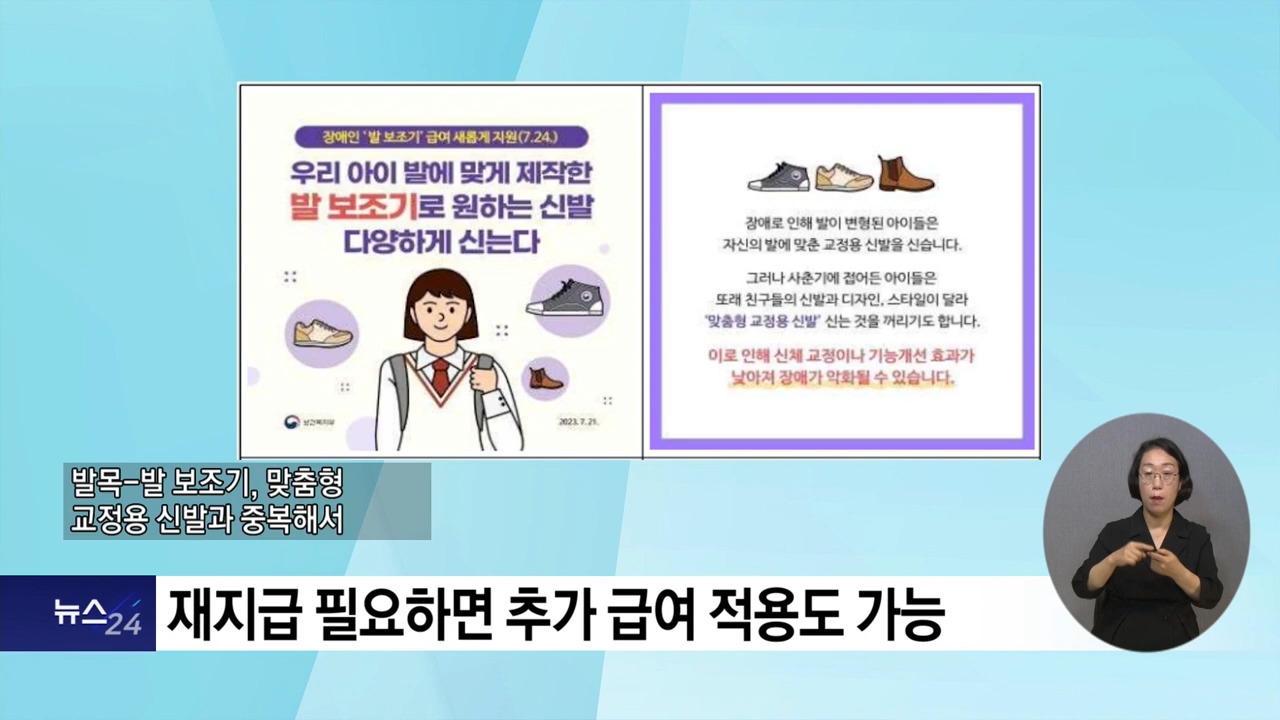 장애인 '발 보조기' 급여 새롭게 지원(7.24.)
우리 아이 발에 맞게 제작한
발 보조기로 원하는 신발
다양하게 신는다
보건복지부
2023. 7. 21.
장애로 인해 발이 변형된 아이들은
자신의 발에 맞춘 교정용 신발을 신습니다.
그러나 사춘기에 접어든 아이들은
또래 친구들의 신발과 디자인, 스타일이 달라
'맞춤형 교정용 신발' 신는 것을 꺼리기도 합니다.
이로 인해 신체 교정이나 기능개선 효과가
낮아져 장애가 악화될 수 있습니다.
발목-발 보조기, 맞춤형
교정용 신발과 중복해서
뉴스24
재지급 필요하면 추가 급여 적용도 가능